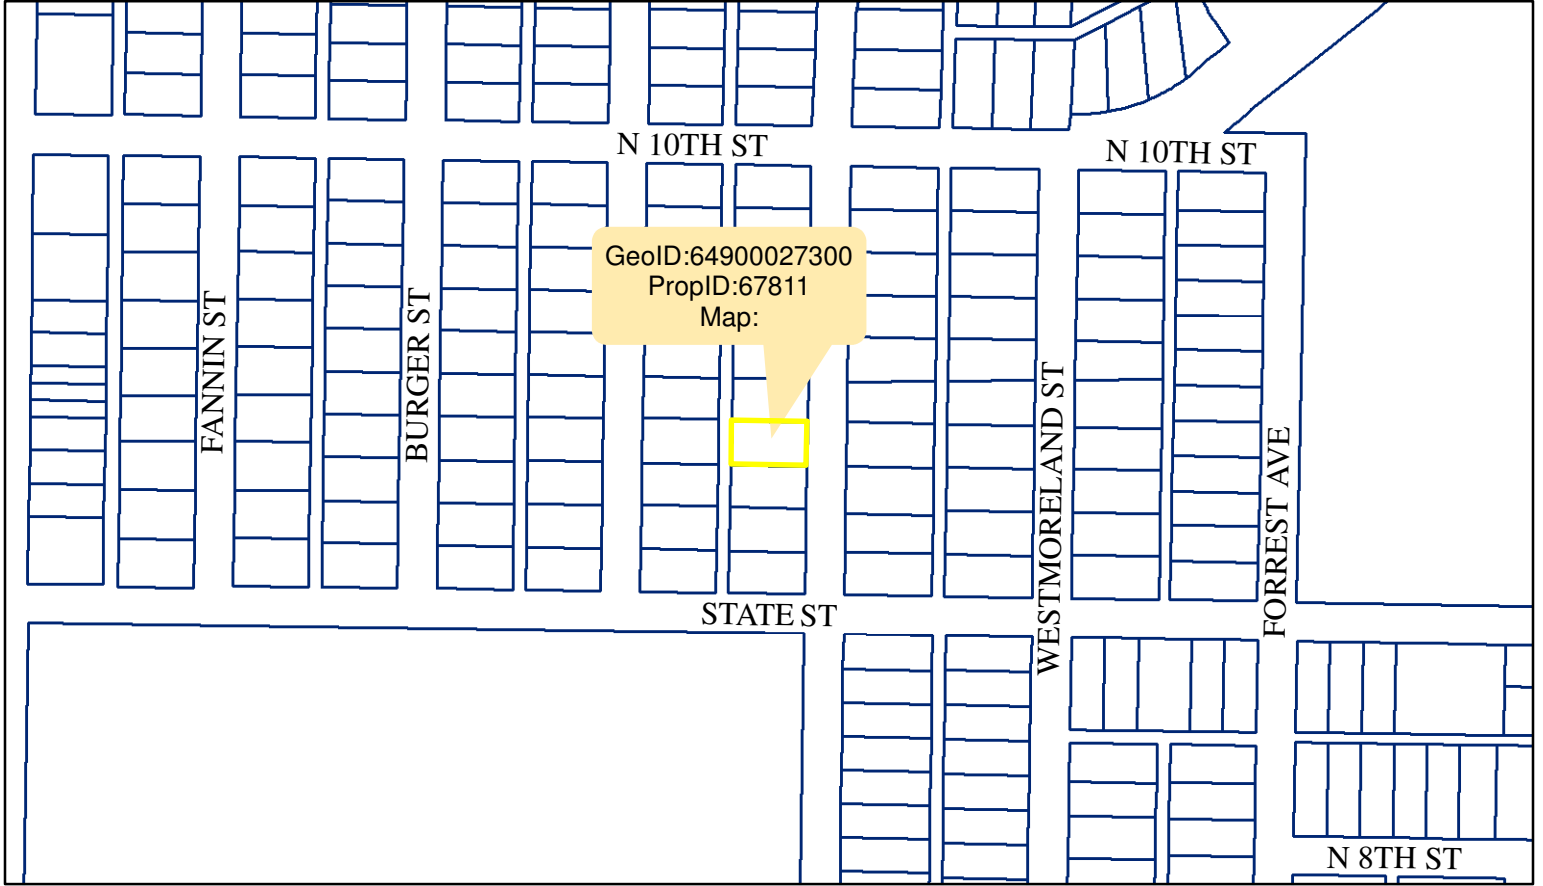 N 10TH ST
N 10TH ST
GeoID:64900027300
PropID:67811
Map:
FANNIN ST
BURGER ST
WESTMORELAND ST
FORREST AVE
STATE ST
N 8TH ST